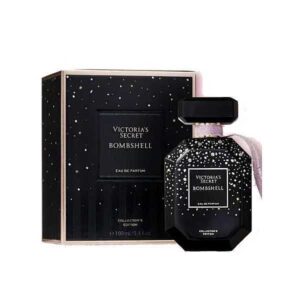 VICTORIA'S SECRET
BOMBSHELL
EAU DE PARFUM
COLLECTOR'S
EDITION
VICTORIA'S
SECRET
BOMBSHELL
EAU DE PARFUM
COLLECTOR'S
EDITION